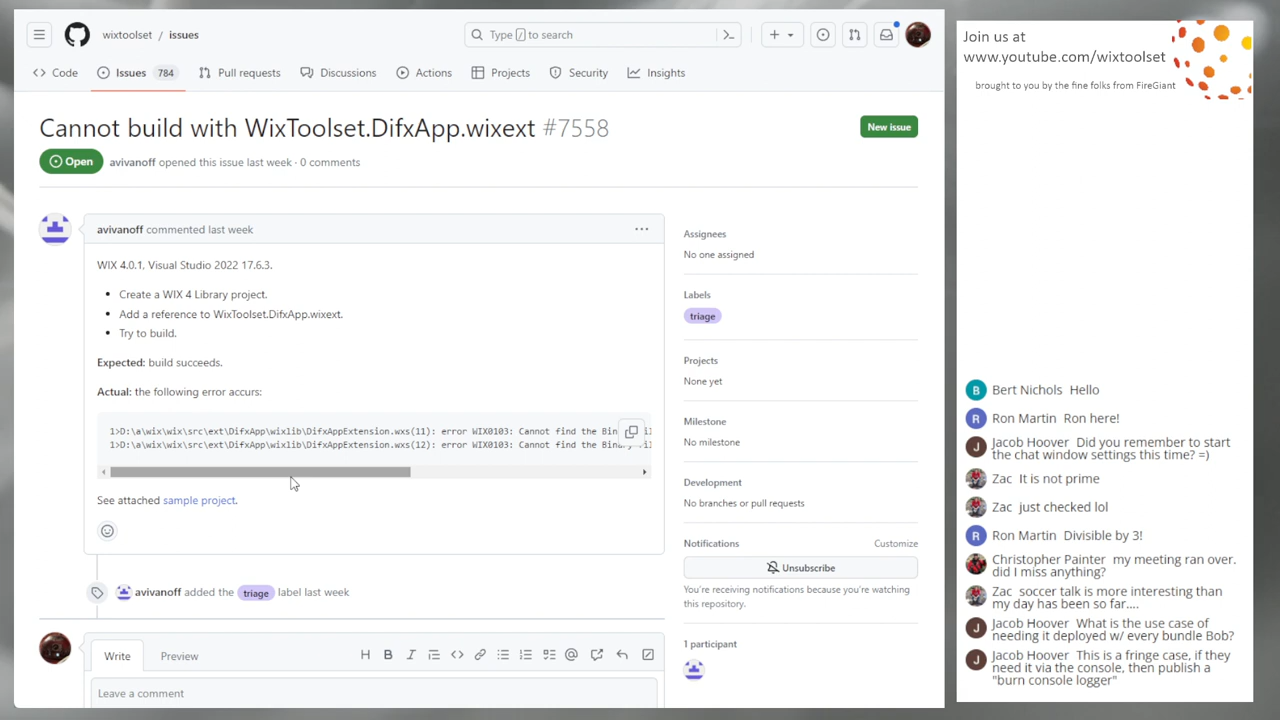 wixtoolset / issues
Type / to search
Code
Issues 784
Pull requests
Discussions
Actions
Projects
Security
Insights
Cannot build with WixToolset.DifxApp.wixext #7558
New issue
Open
avivanoff opened this issue last week · 0 comments
avivanoff commented last week
WIX 4.0.1, Visual Studio 2022 17.6.3.
Create a WIX 4 Library project.
Add a reference to WixToolset.DifxApp.wixext.
Try to build.
Expected: build succeeds.
Actual: the following error accurs:
1>D:\a\wix\wix\src\ext\DifxApp\wixlib\DifxAppExtension.wxs(11): error WIX0103: Cannot find the Bin
1>D:\a\wix\wix\src\ext\DifxApp\wixlib\DifxAppExtension.wxs(12): error WIX0103: Cannot find the Binary
See attached sample project.
avivanoff added the triage label last week
Write
Preview
H B I
Leave a comment
Assignees
No one assigned
Labels
triage
Projects
None yet
Milestone
No milestone
Development
No branches or pull requests
Notifications
Customize
Unsubscribe
You're receiving notifications because you're watching
this repository.
1 participant
Join us at
www.youtube.com/wixtoolset
brought to you by the fine folks from FireGiant
B Bert Nichols Hello
R Ron Martin Ron here!
J Jacob Hoover Did you remember to start
the chat window settings this time? =)
Zac It is not prime
Zac just checked lol
R Ron Martin Divisible by 3!
Christopher Painter my meeting ran over.
did I miss anything?
Zac soccer talk is more interesting than
my day has been so far....
J Jacob Hoover What is the use case of
needing it deployed w/ every bundle Bob?
J Jacob Hoover This is a fringe case, if they
need it via the console, then publish a
"burn console logger"